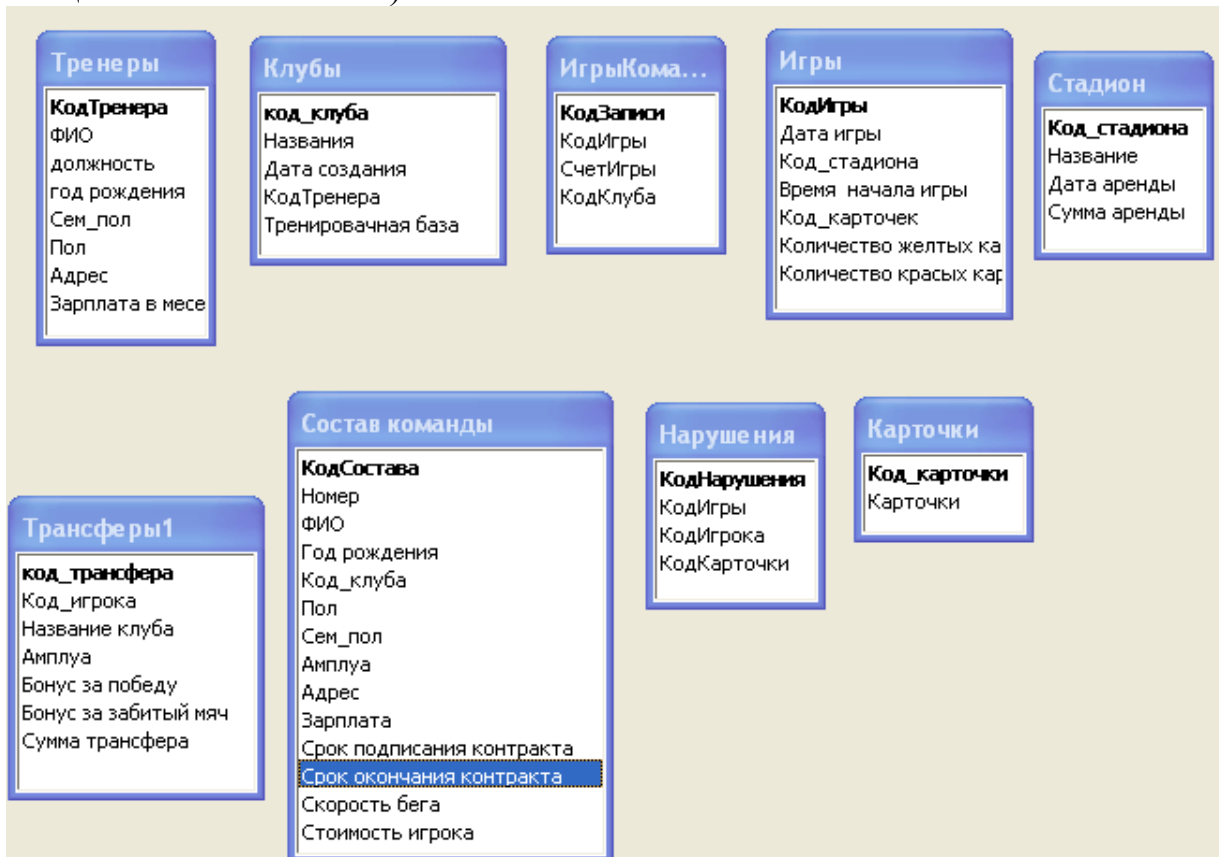 Тренеры
КодТренера
ФИО
должность
год рождения
Сем_пол
Пол
Адрес
Зарплата в месе
Клубы
код_клуба
Названия
Дата создания
КодТренера
Тренировачная база
ИгрыКома...
КодЗаписи
КодИгры
СчетИгры
КодКлуба
Игры
КодИгры
Дата игры
Код_стадиона
Время начала игры
Код_карточек
Количество желтых ка
Количество красых кар
Стадион
Код_стадиона
Название
Дата аренды
Сумма аренды
Трансферы1
код_трансфера
Код_игрока
Название клуба
Амплуа
Бонус за победу
Бонус за забитый мяч
Сумма трансфера
Состав команды
КодСостава
Номер
ФИО
Год рождения
Код_клуба
Пол
Сем_пол
Амплуа
Адрес
Зарплата
Срок подписания контракта
Срок окончания контракта
Скорость бега
Стоимость игрока
Нарушения
КодНарушения
КодИгры
КодИгрока
КодКарточки
Карточки
Код_карточки
Карточки